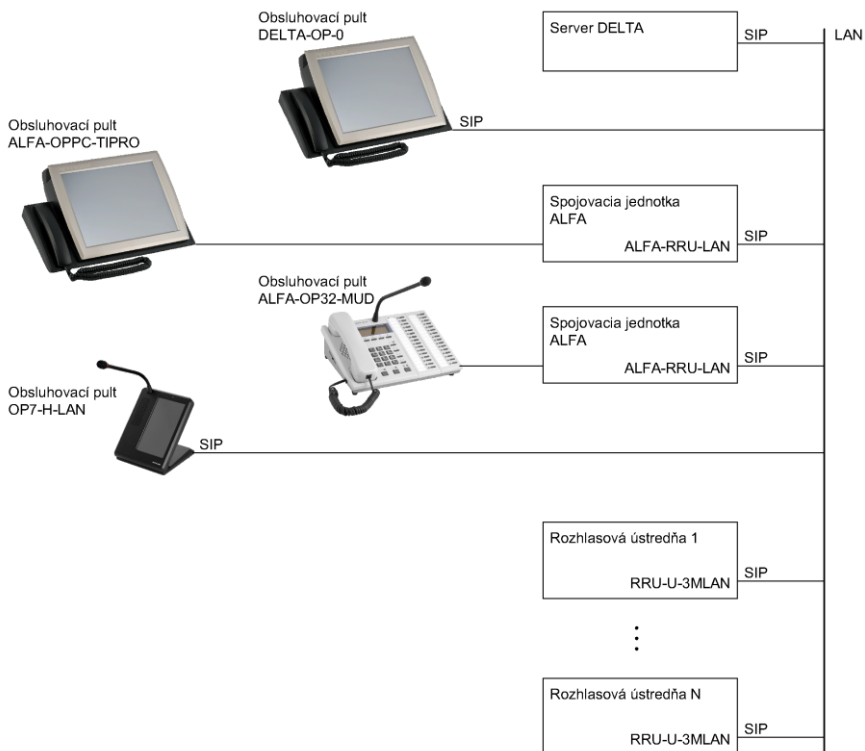 Obsluhovací pult
DELTA-OP-0
Server DELTA
SIP
LAN
SIP
Obsluhovací pult
ALFA-OPPC-TIPRO
Spojovacia jednotka
ALFA
ALFA-RRU-LAN
SIP
Obsluhovací pult
ALFA-OP32-MUD
Spojovacia jednotka
ALFA
ALFA-RRU-LAN
SIP
Obsluhovací pult
OP7-H-LAN
SIP
Rozhlasová ústredňa 1
RRU-U-3MLAN
SIP
Rozhlasová ústredňa N
RRU-U-3MLAN
SIP